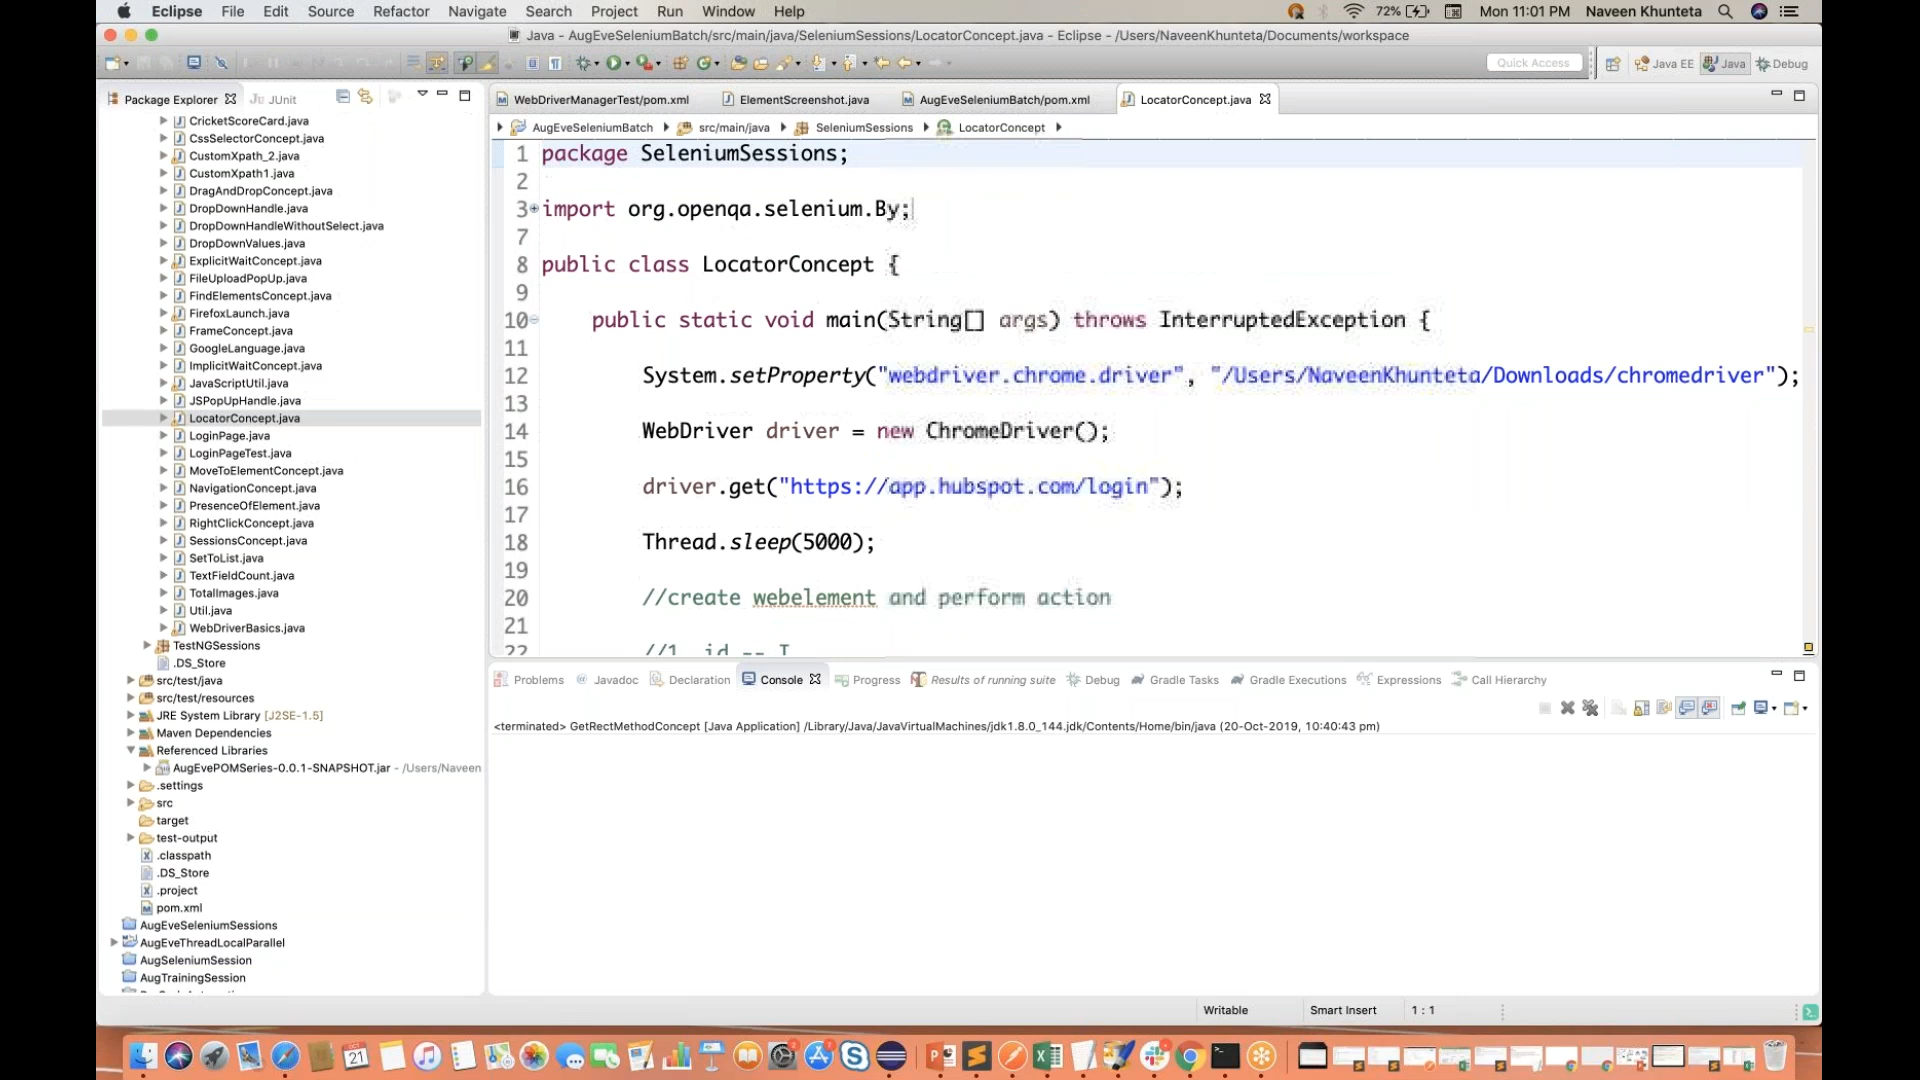 Eclipse File Edit Source Refactor Navigate Search Project Run Window Help 72% Mon 11:01 PM Naveen Khunteta
Java - AugEveSeleniumBatch/src/main/java/SeleniumSessions/LocatorConcept.java - Eclipse - /Users/NaveenKhunteta/Documents/workspace
Quick Access Java EE Java Debug
Package Explorer JUnit
WebDriverManagerTest/pom.xml ElementScreenshot.java AugEveSeleniumBatch/pom.xml LocatorConcept.java
AugEveSeleniumBatch src/main/java SeleniumSessions LocatorConcept
CricketScoreCard.java
CssSelectorConcept.java
CustomXpath_2.java
CustomXpath1.java
DragAndDropConcept.java
DropDownHandle.java
DropDownHandleWithoutSelect.java
DropDownValues.java
ExplicitWaitConcept.java
FileUploadPopUp.java
FindElementsConcept.java
FirefoxLaunch.java
FrameConcept.java
GoogleLanguage.java
ImplicitWaitConcept.java
JavaScriptUtil.java
JSPopUpHandle.java
LocatorConcept.java
LoginPage.java
LoginPageTest.java
MoveToElementConcept.java
NavigationConcept.java
PresenceOfElement.java
RightClickConcept.java
SessionsConcept.java
SetToList.java
TextFieldCount.java
TotalImages.java
Util.java
WebDriverBasics.java
TestNGSessions
.DS_Store
src/test/java
src/test/resources
JRE System Library [J2SE-1.5]
Maven Dependencies
Referenced Libraries
AugEvePOMSeries-0.0.1-SNAPSHOT.jar - /Users/Naveen
.settings
src
target
test-output
.classpath
.DS_Store
.project
pom.xml
AugEveSeleniumSessions
AugEveThreadLocalParallel
AugSeleniumSession
AugTrainingSession
1 package SeleniumSessions;
2
3 import org.openqa.selenium.By;
7
8 public class LocatorConcept {
9
10 public static void main(String[] args) throws InterruptedException {
11
12 System.setProperty("webdriver.chrome.driver", "/Users/NaveenKhunteta/Downloads/chromedriver");
13
14 WebDriver driver = new ChromeDriver();
15
16 driver.get("https://app.hubspot.com/login");
17
18 Thread.sleep(5000);
19
20 //create webelement and perform action
21
22 //1. id -- I
Problems Javadoc Declaration Console Progress Results of running suite Debug Gradle Tasks Gradle Executions Expressions Call Hierarchy
<terminated> GetRectMethodConcept [Java Application] /Library/Java/JavaVirtualMachines/jdk1.8.0_144.jdk/Contents/Home/bin/java (20-Oct-2019, 10:40:43 pm)
Writable Smart Insert 1 : 1
OCT
21